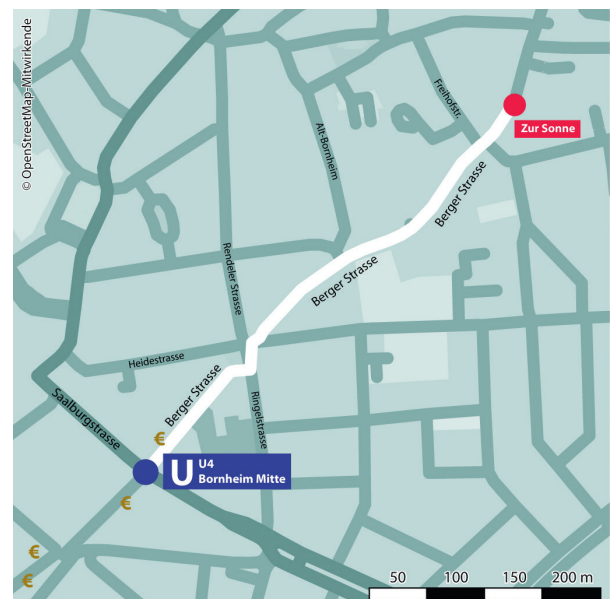 © OpenStreetMap-Mitwirkende
Freihofstr.
Zur Sonne
Alt-Bornheim
Berger Strasse
Rendeler Strasse
Berger Strasse
Heidestrasse
Berger Strasse
Saalburgstrasse
Ringelstrasse
€
U U4
Bornheim Mitte
€
€
€
50 100 150 200 m